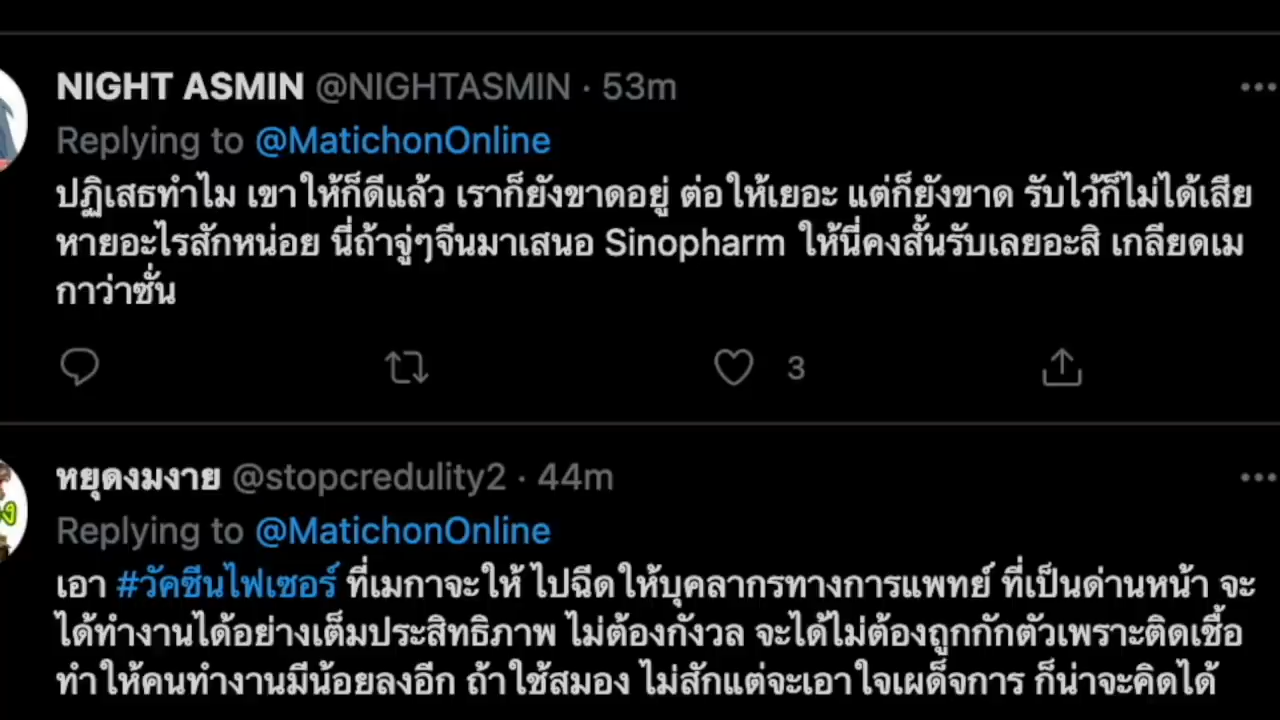 NIGHT ASMIN @NIGHTASMIN · 53m
Replying to @MatichonOnline
ปฏิเสธทำไม เขาให้ก็ดีแล้ว เราก็ยังขาดอยู่ ต่อให้เยอะ แต่ก็ยังขาด รับไว้ก็ไม่ได้เสีย
หายอะไรสักหน่อย นี่ถ้าจู่ๆจีนมาเสนอ Sinopharm ให้นี่คงสั้นรับเลยอะสิ เกลียดเม
กาว่าซั่น
3
หยุดงมงาย @stopcredulity2 · 44m
Replying to @MatichonOnline
เอา #วัคซีนไฟเซอร์ ที่เมกาจะให้ ไปฉีดให้บุคลากรทางการแพทย์ ที่เป็นด่านหน้า จะ
ได้ทำงานได้อย่างเต็มประสิทธิภาพ ไม่ต้องกังวล จะได้ไม่ต้องถูกกักตัวเพราะติดเชื้อ
ทำให้คนทำงานมีน้อยลงอีก ถ้าใช้สมอง ไม่สักแต่จะเอาใจเผด็จการ ก็น่าจะคิดได้